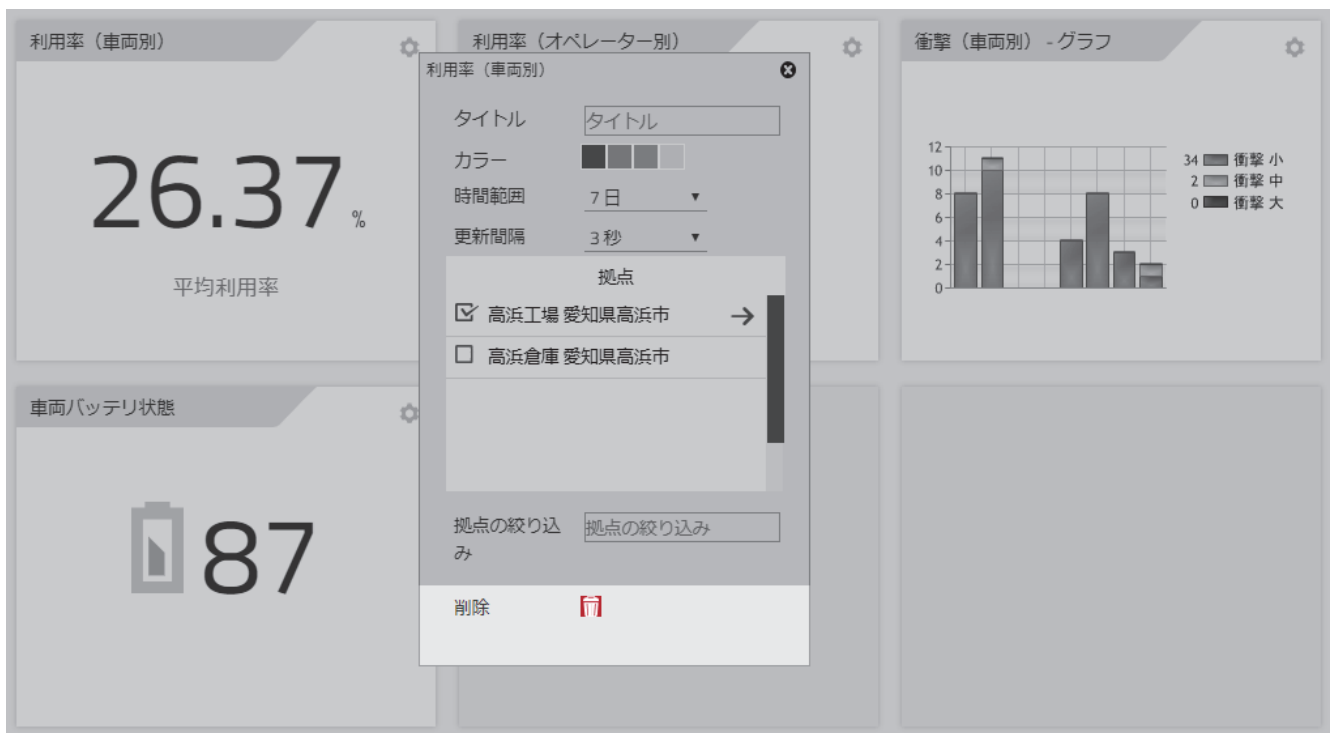 利用率（車両別）
26.37 %
平均利用率
利用率（オペレーター別）
衝撃（車両別） - グラフ
12
10
8
6
4
2
0
34 衝撃 小
2 衝撃 中
0 衝撃 大
車両バッテリ状態
87
利用率（車両別）
タイトル タイトル
カラー
時間範囲 7 日
更新間隔 3 秒
拠点
高浜工場 愛知県高浜市
高浜倉庫 愛知県高浜市
拠点の絞り込
み
拠点の絞り込み
削除